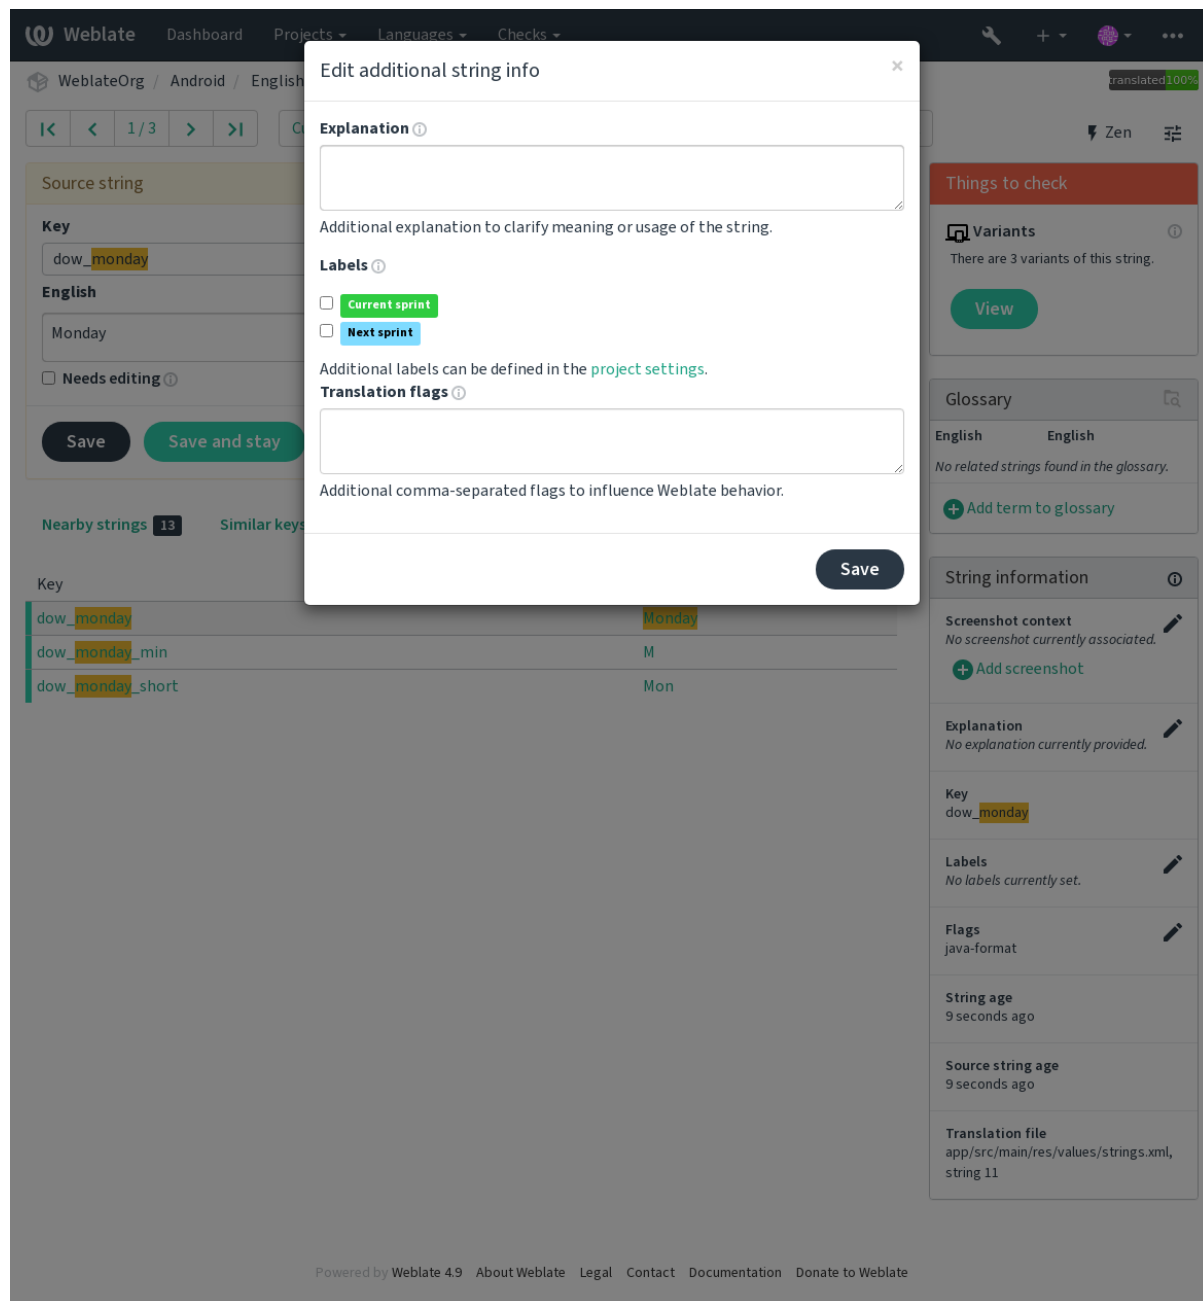 Weblate Dashboard Projects Languages Checks
WeblateOrg / Android / English
translated 100%
1 / 3
Zen
Edit additional string info
×
Explanation
Additional explanation to clarify meaning or usage of the string.
Labels
Current sprint
Next sprint
Additional labels can be defined in the project settings.
Translation flags
Additional comma-separated flags to influence Weblate behavior.
Save
Source string
Key
dow_monday
English
Monday
Needs editing
Save Save and stay
Nearby strings 13 Similar keys
Key
dow_monday Monday
dow_monday_min M
dow_monday_short Mon
Things to check
Variants
There are 3 variants of this string.
View
Glossary
English English
No related strings found in the glossary.
Add term to glossary
String information
Screenshot context
No screenshot currently associated.
Add screenshot
Explanation
No explanation currently provided.
Key
dow_monday
Labels
No labels currently set.
Flags
java-format
String age
9 seconds ago
Source string age
9 seconds ago
Translation file
app/src/main/res/values/strings.xml,
string 11
Powered by Weblate 4.9 About Weblate Legal Contact Documentation Donate to Weblate